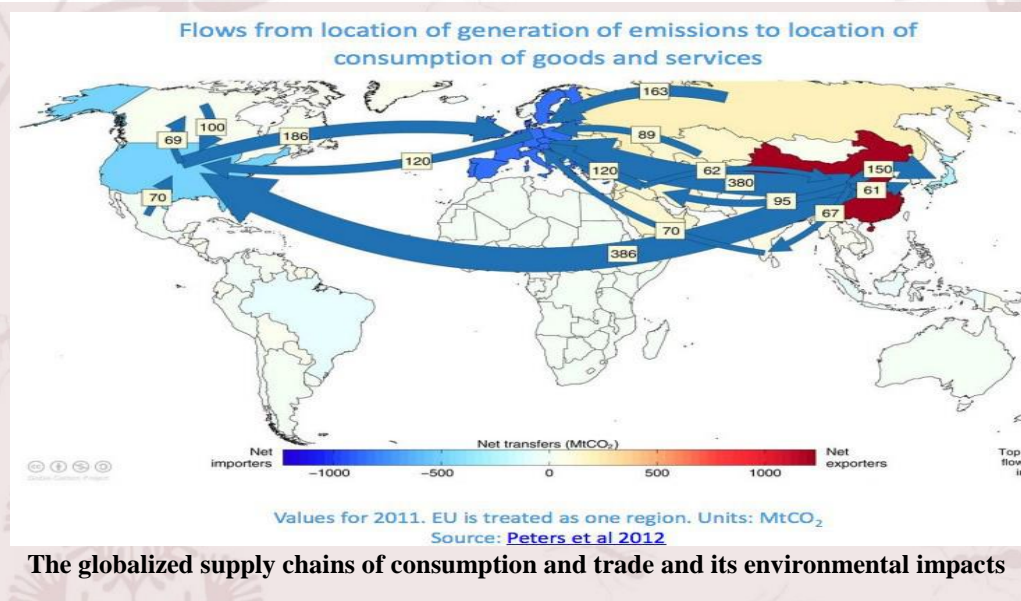 Flows from location of generation of emissions to location of
consumption of goods and services
163
100
69
186
89
120
120
62
150
380
61
70
95
67
70
386
Net transfers (MtCO₂)
Net
importers
Net
exporters
−1000
−500
0
500
1000
Top
flow
i
Values for 2011. EU is treated as one region. Units: MtCO₂
Source: Peters et al 2012
The globalized supply chains of consumption and trade and its environmental impacts